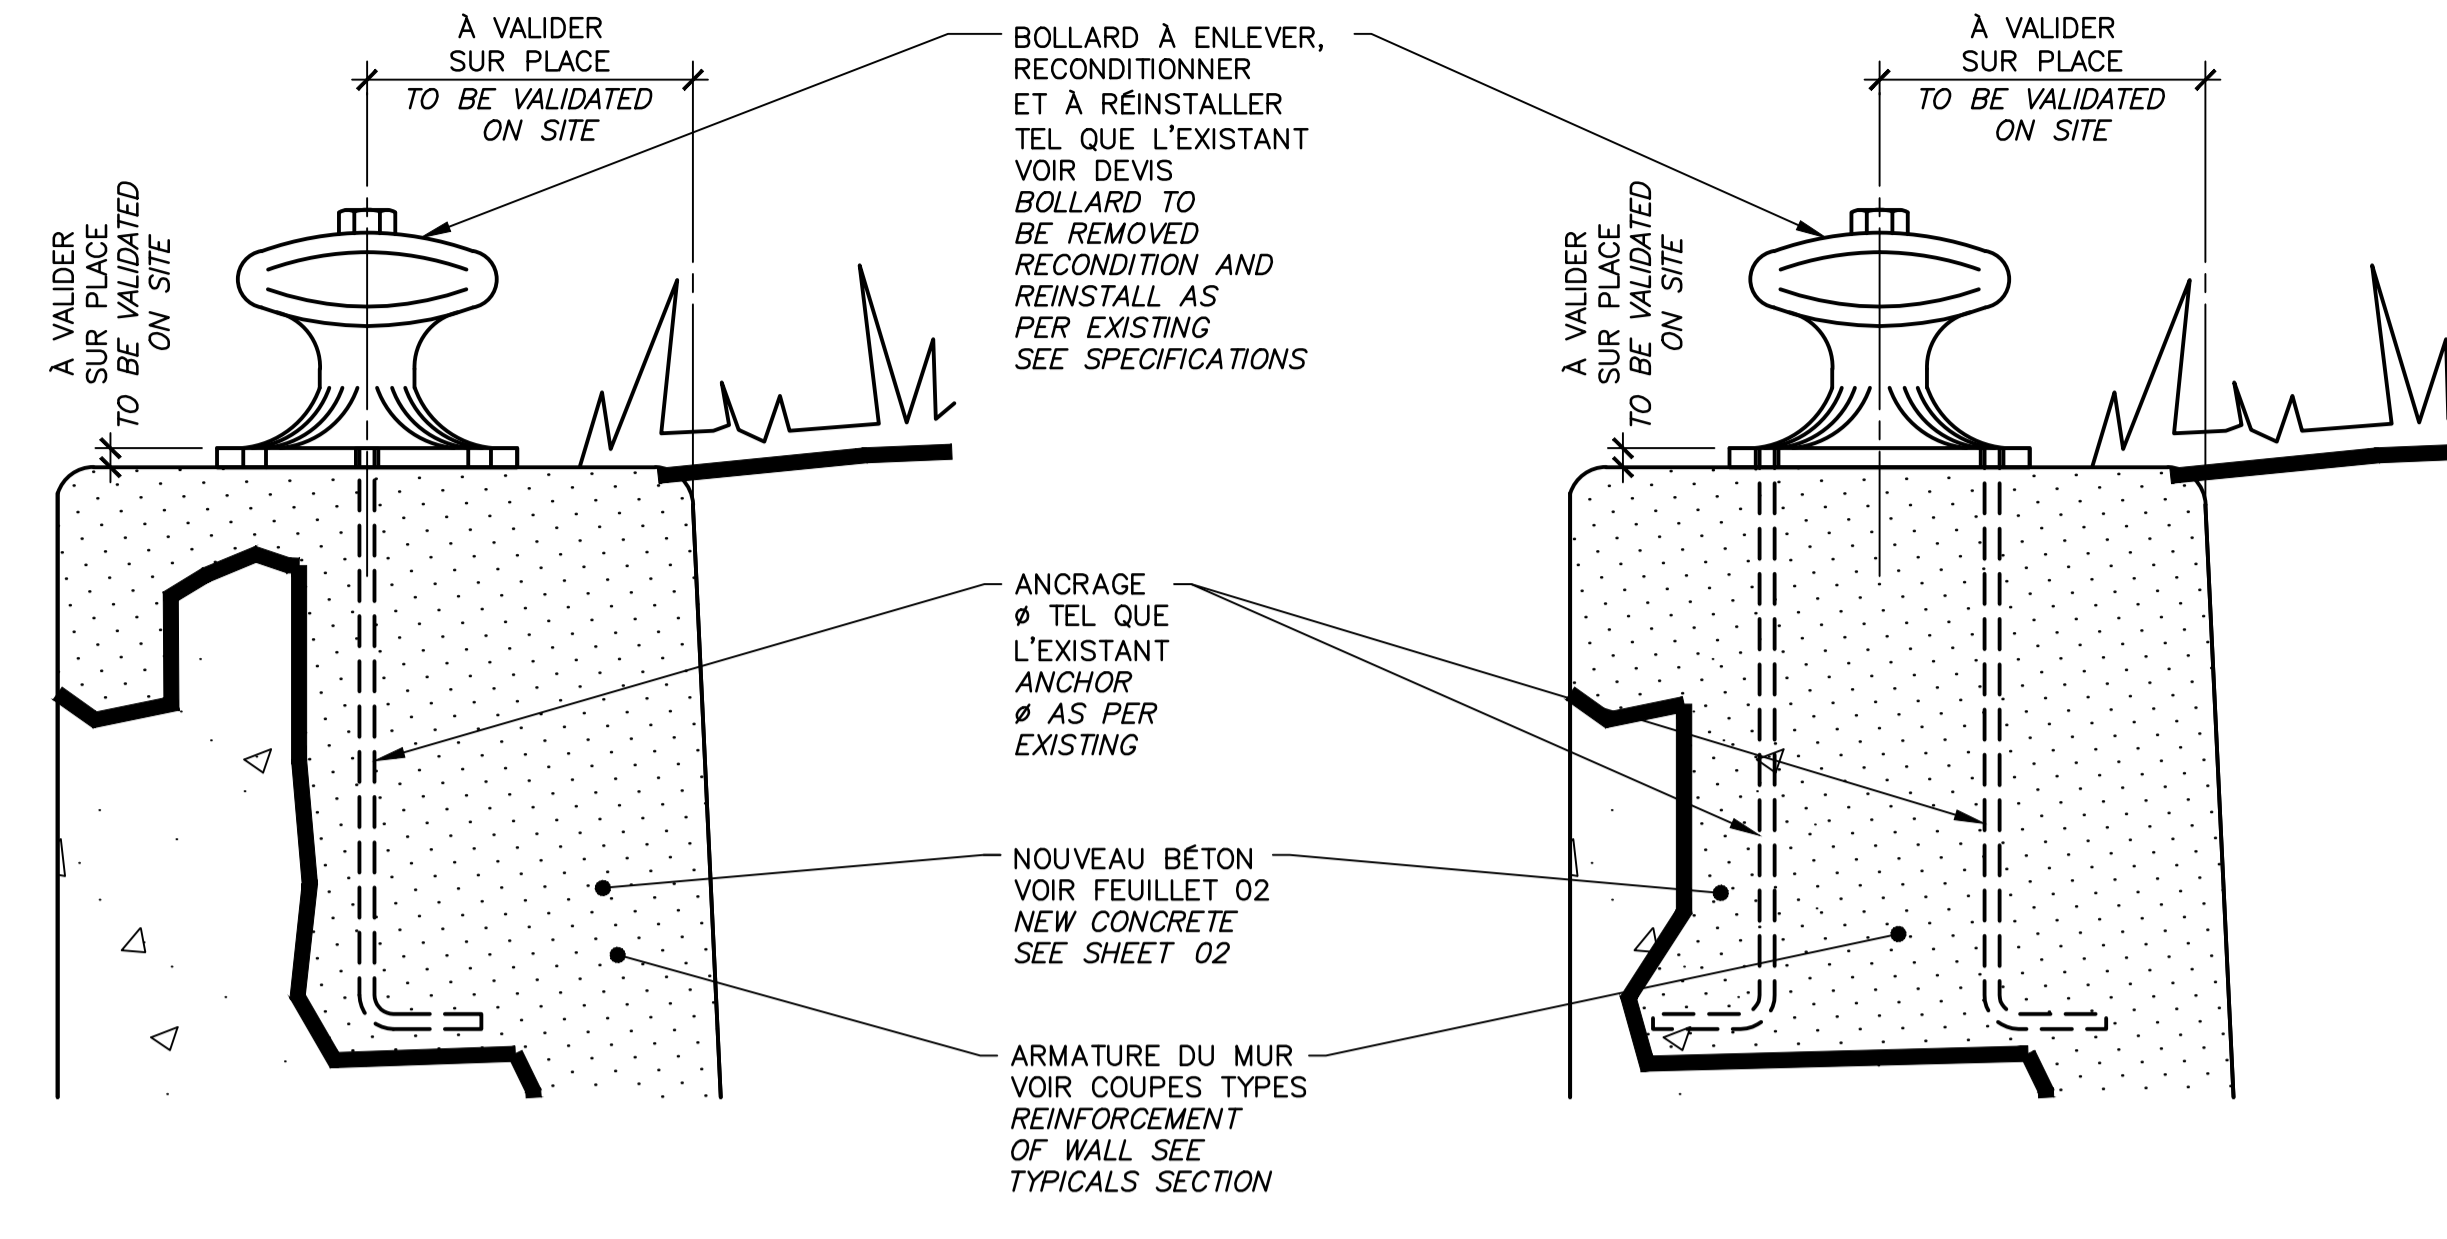 À VALIDER
SUR PLACE
TO BE VALIDATED
ON SITE
À VALIDER
SUR PLACE
TO BE VALIDATED
ON SITE
BOLLARD À ENLEVER,
RECONDITIONNER
ET À RÉINSTALLER
TEL QUE L'EXISTANT
VOIR DEVIS
BOLLARD TO
BE REMOVED
RECONDITION AND
REINSTALL AS
PER EXISTING
SEE SPECIFICATIONS
À VALIDER
SUR PLACE
TO BE VALIDATED
ON SITE
À VALIDER
SUR PLACE
TO BE VALIDATED
ON SITE
ANCRAGE
Ø TEL QUE
L'EXISTANT
ANCHOR
Ø AS PER
EXISTING
NOUVEAU BÉTON
VOIR FEUILLET 02
NEW CONCRETE
SEE SHEET 02
ARMATURE DU MUR
VOIR COUPES TYPES
REINFORCEMENT
OF WALL SEE
TYPICALS SECTION